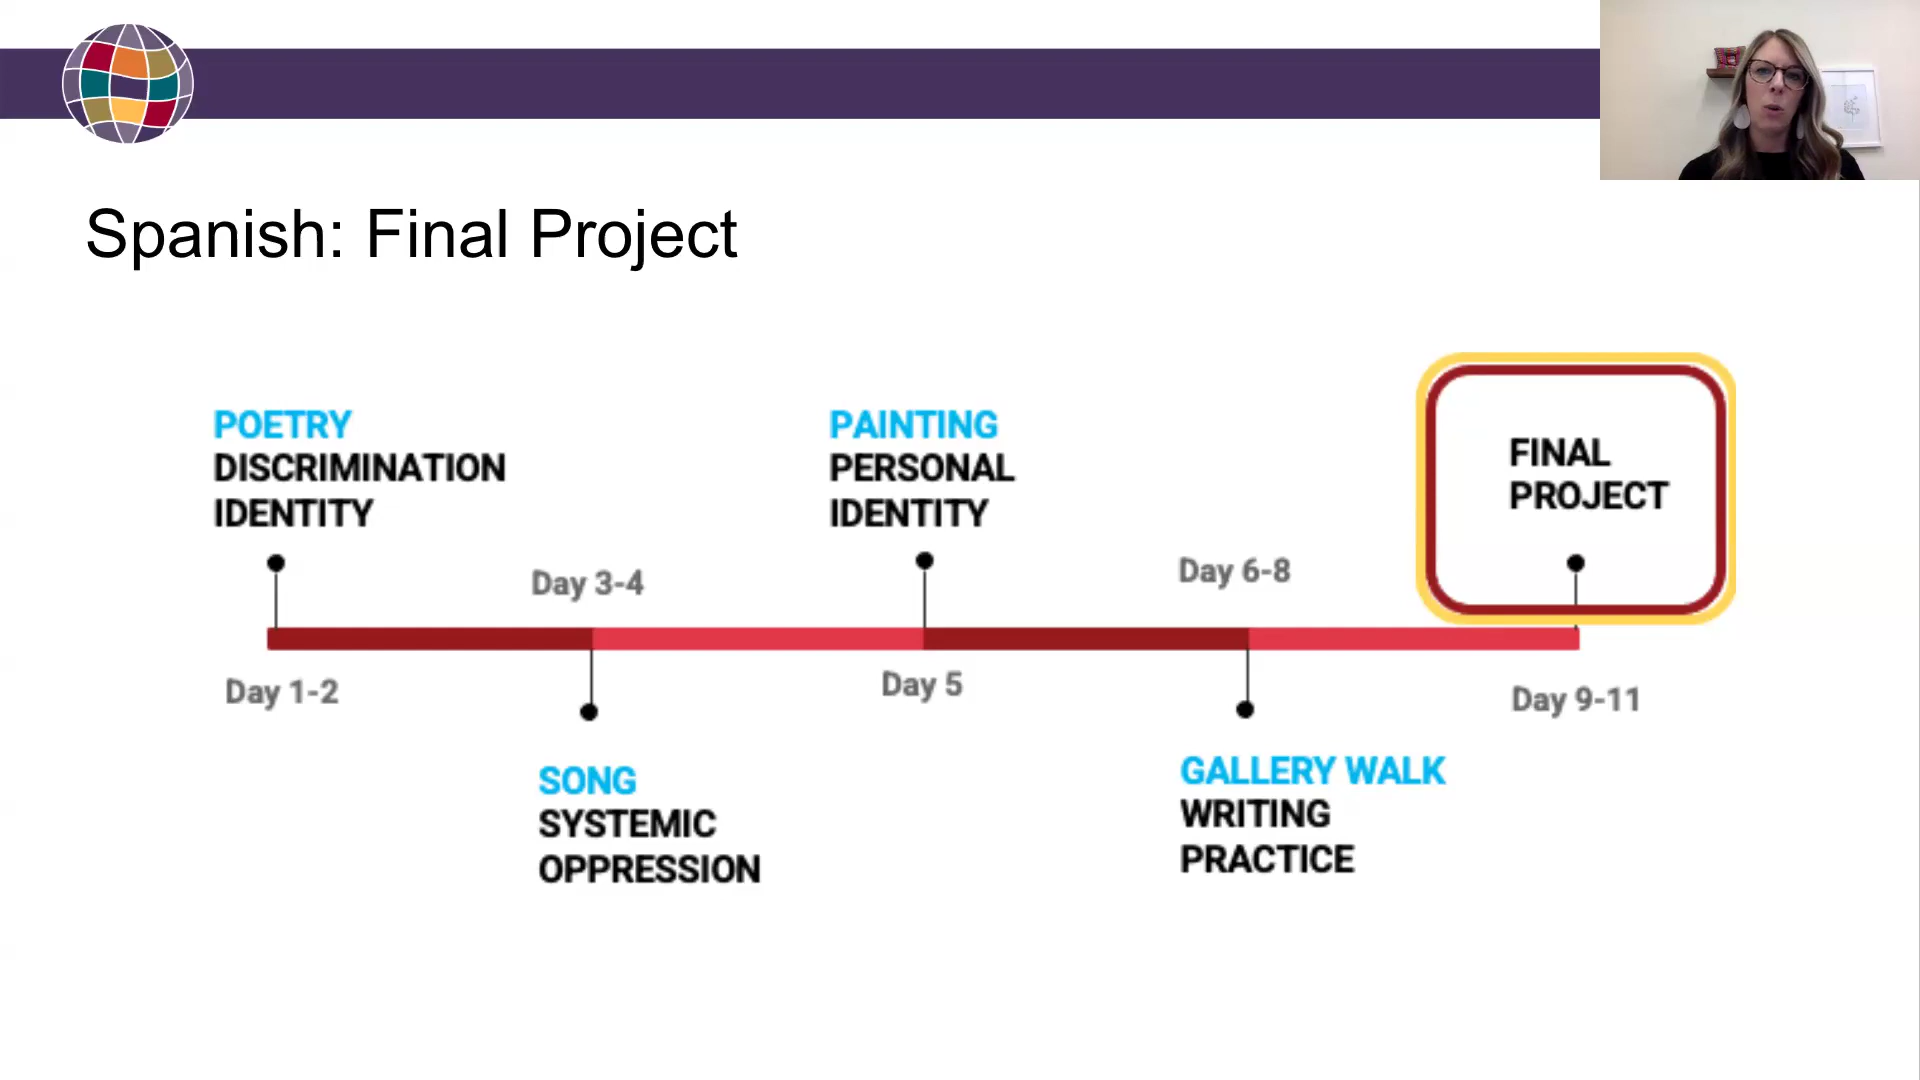 Spanish: Final Project
POETRY
DISCRIMINATION
IDENTITY
Day 1-2
Day 3-4
SONG
SYSTEMIC
OPPRESSION
PAINTING
PERSONAL
IDENTITY
Day 5
Day 6-8
GALLERY WALK
WRITING
PRACTICE
FINAL
PROJECT
Day 9-11